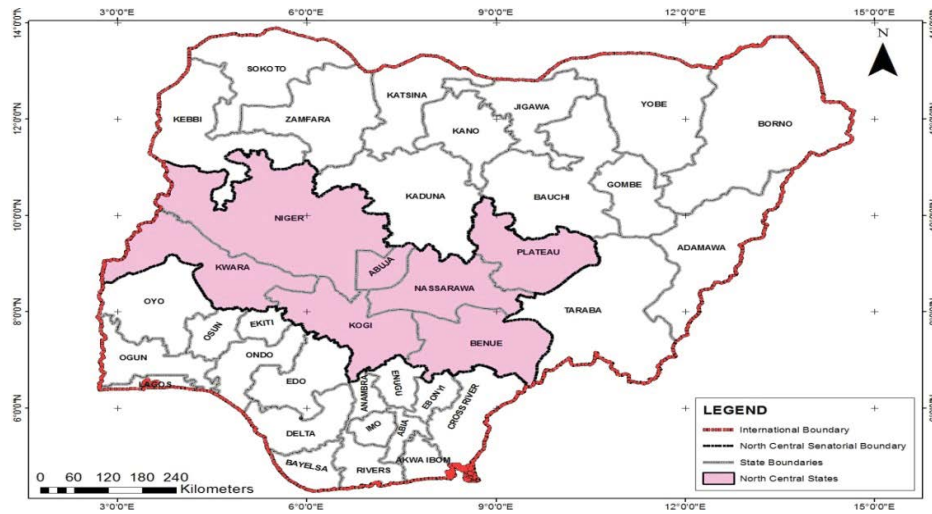 3°0'0"E 6°0'0"E 9°0'0"E 12°0'0"E 15°0'0"E
14°0'0"N
12°0'0"N
10°0'0"N
8°0'0"N
6°0'0"N
N
SOKOTO
KATSINA
JIGAWA
YOBE
BORNO
KEBBI
ZAMFARA
KANO
KADUNA
BAUCHI
GOMBE
NIGER
PLATEAU
ADAMAWA
KWARA
ABUJA
NASSARAWA
TARABA
OYO
KOGI
BENUE
OSUN
EKITI
OGUN
ONDO
LAGOS
EDO
ANAMBRA
ENUGU
EBONYI
CROSS RIVER
DELTA
IMO
ABIA
BAYELSA
RIVERS
AKWA IBOM
LEGEND
International Boundary
North Central Senatorial Boundary
State Boundaries
North Central States
0 30 60 120 180 240
Kilometers
3°0'0"E 6°0'0"E 9°0'0"E 12°0'0"E 15°0'0"E